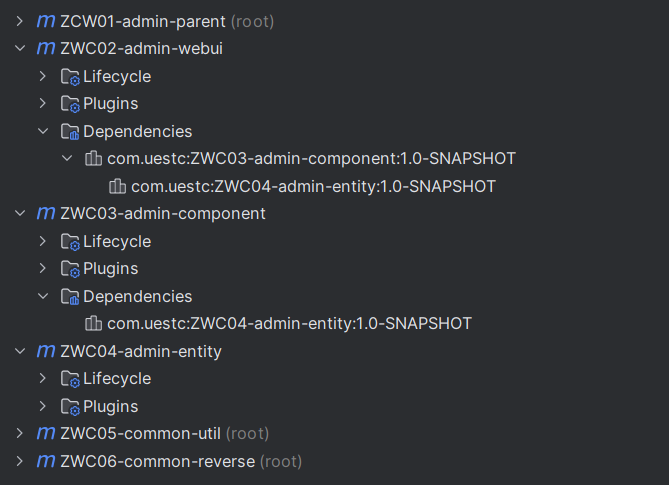 m ZCW01-admin-parent (root)
m ZWC02-admin-webui
Lifecycle
Plugins
Dependencies
com.uestc:ZWC03-admin-component:1.0-SNAPSHOT
com.uestc:ZWC04-admin-entity:1.0-SNAPSHOT
m ZWC03-admin-component
Lifecycle
Plugins
Dependencies
com.uestc:ZWC04-admin-entity:1.0-SNAPSHOT
m ZWC04-admin-entity
Lifecycle
Plugins
m ZWC05-common-util (root)
m ZWC06-common-reverse (root)